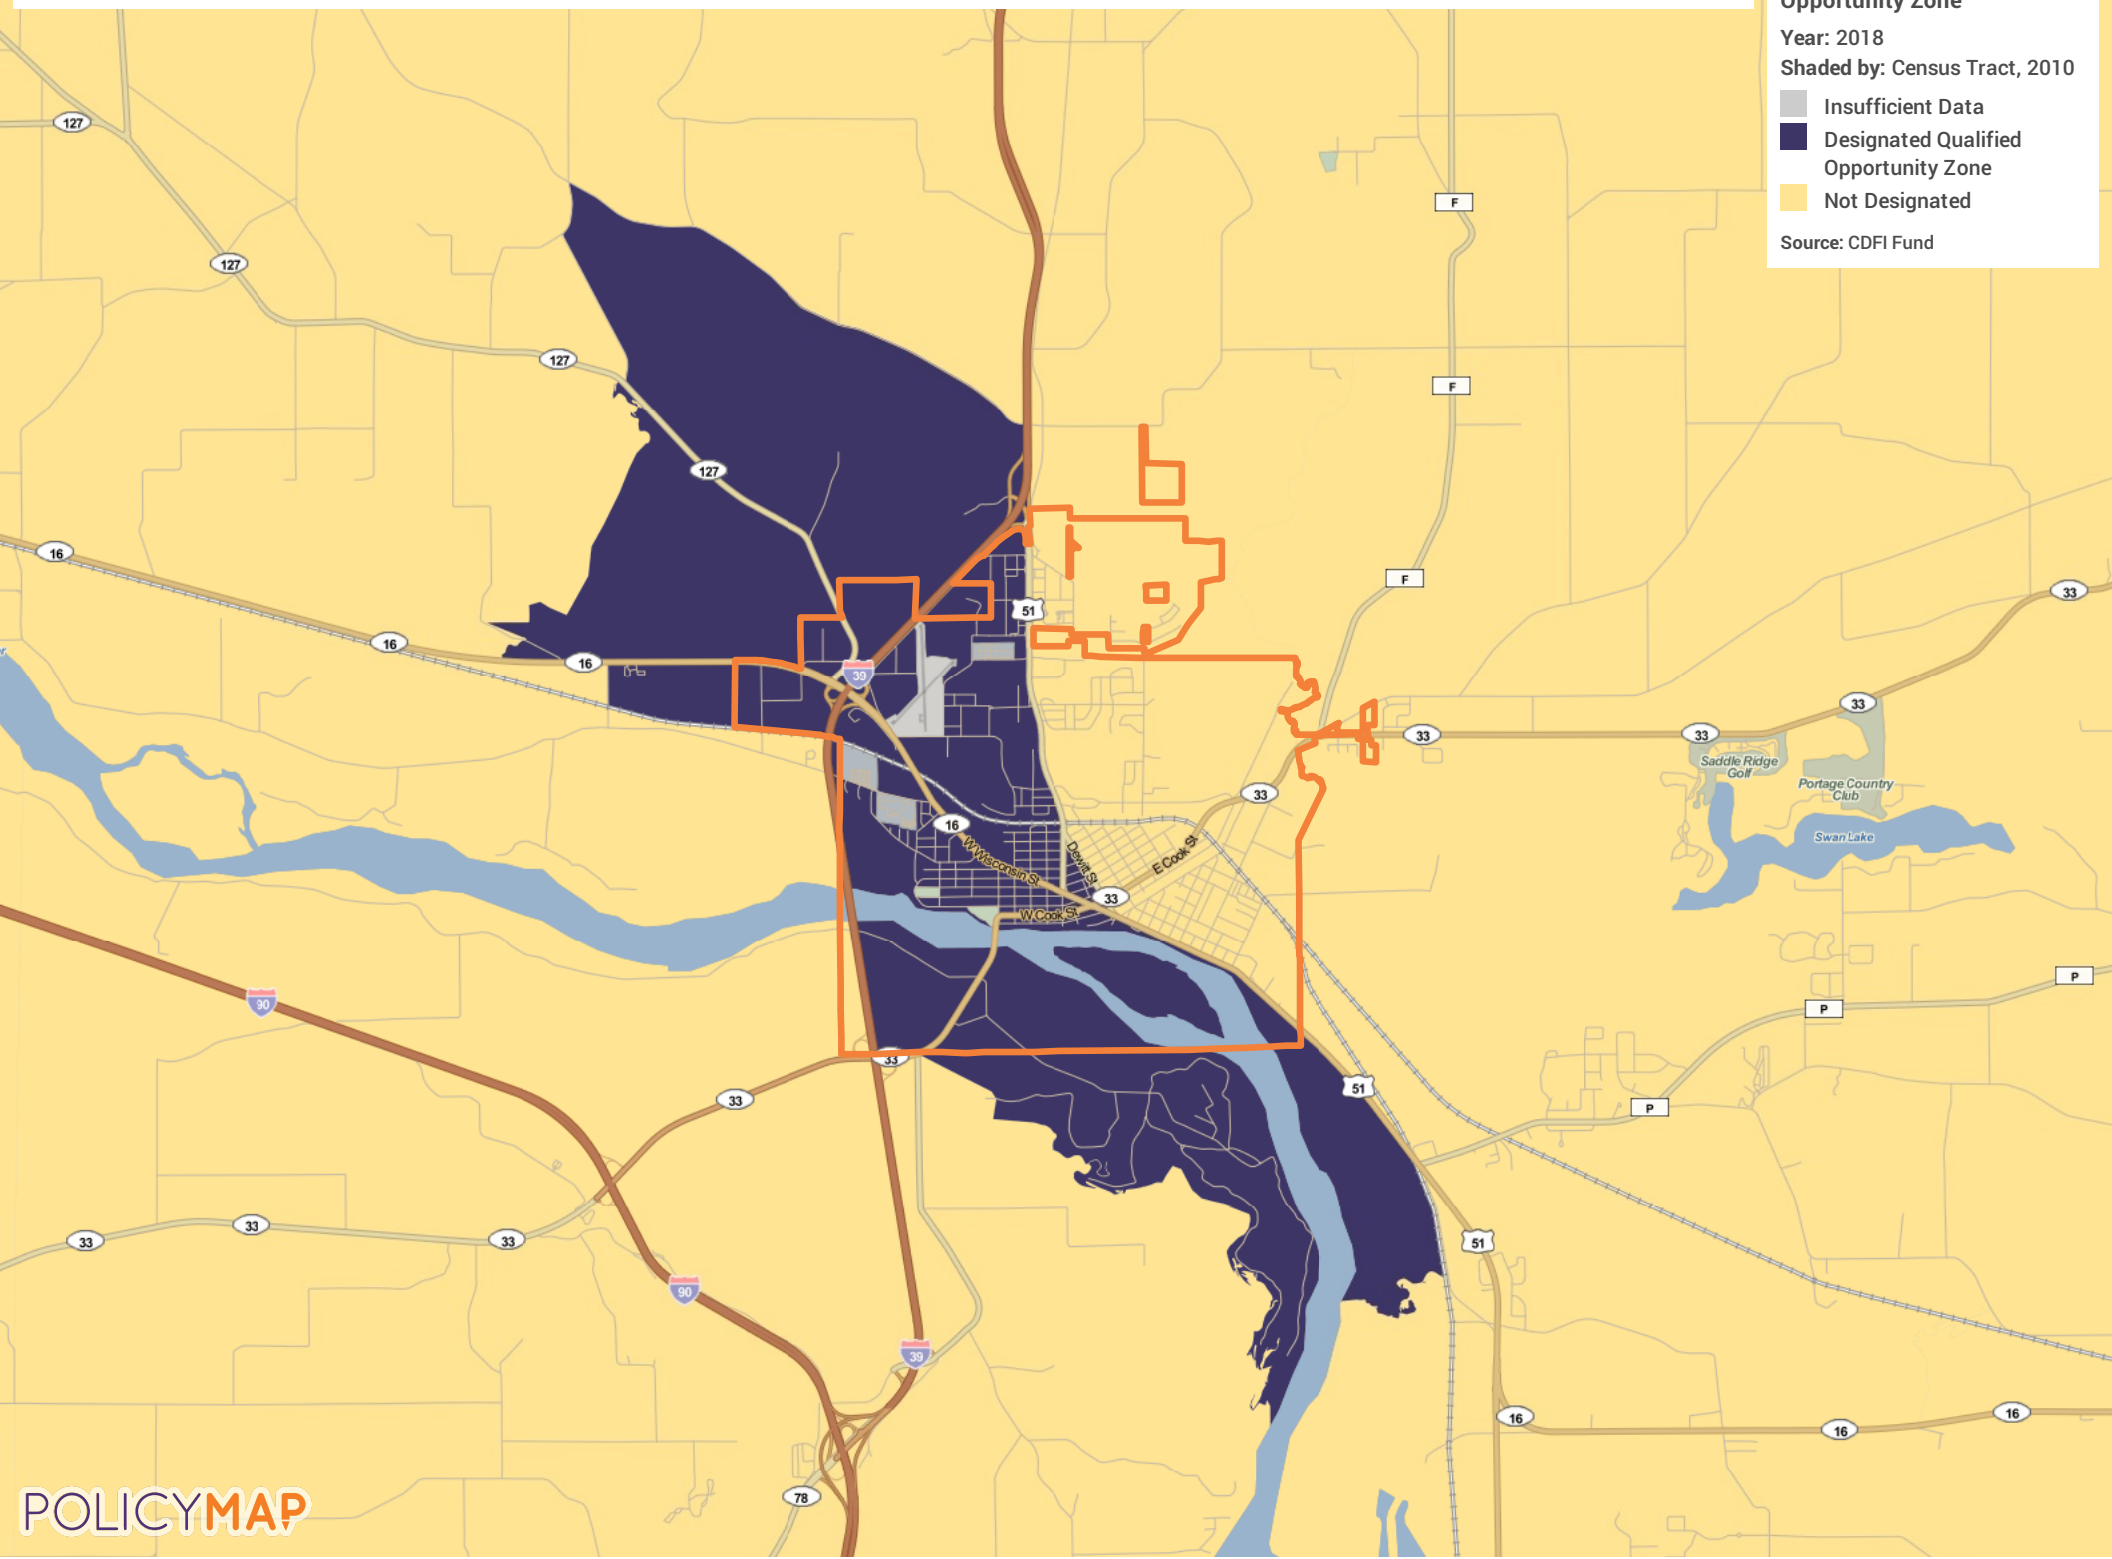 Opportunity Zone
Year: 2018
Shaded by: Census Tract, 2010
Insufficient Data
Designated Qualified
Opportunity Zone
Not Designated
Source: CDFI Fund
127
F
127
127
F
127
16
F
33
51
16
16
39
33
33
33
33
Saddle Ridge
Golf
Portage Country
Club
33
16
Swan Lake
W Wisconsin St
Dewitt St
E Cook St
33
W Cook St
P
90
P
33
51
P
33
33
33
33
51
90
39
16
16
16
78
POLICYMAP